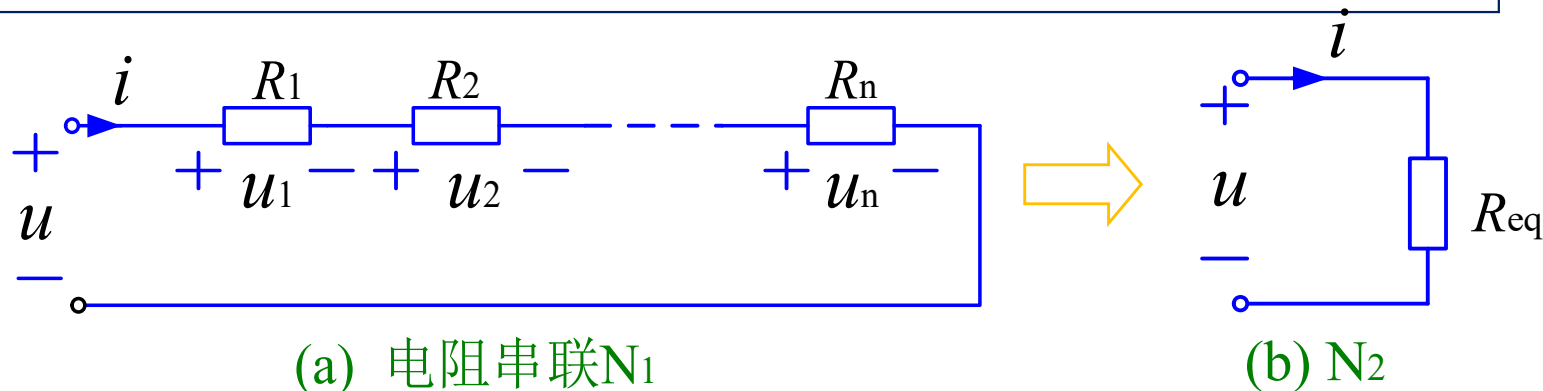 i
R1 R2 Rn
+ u1 − + u2 − + un −
+
u
−
(a) 电阻串联N1
i
+
u
−
Req
(b) N2